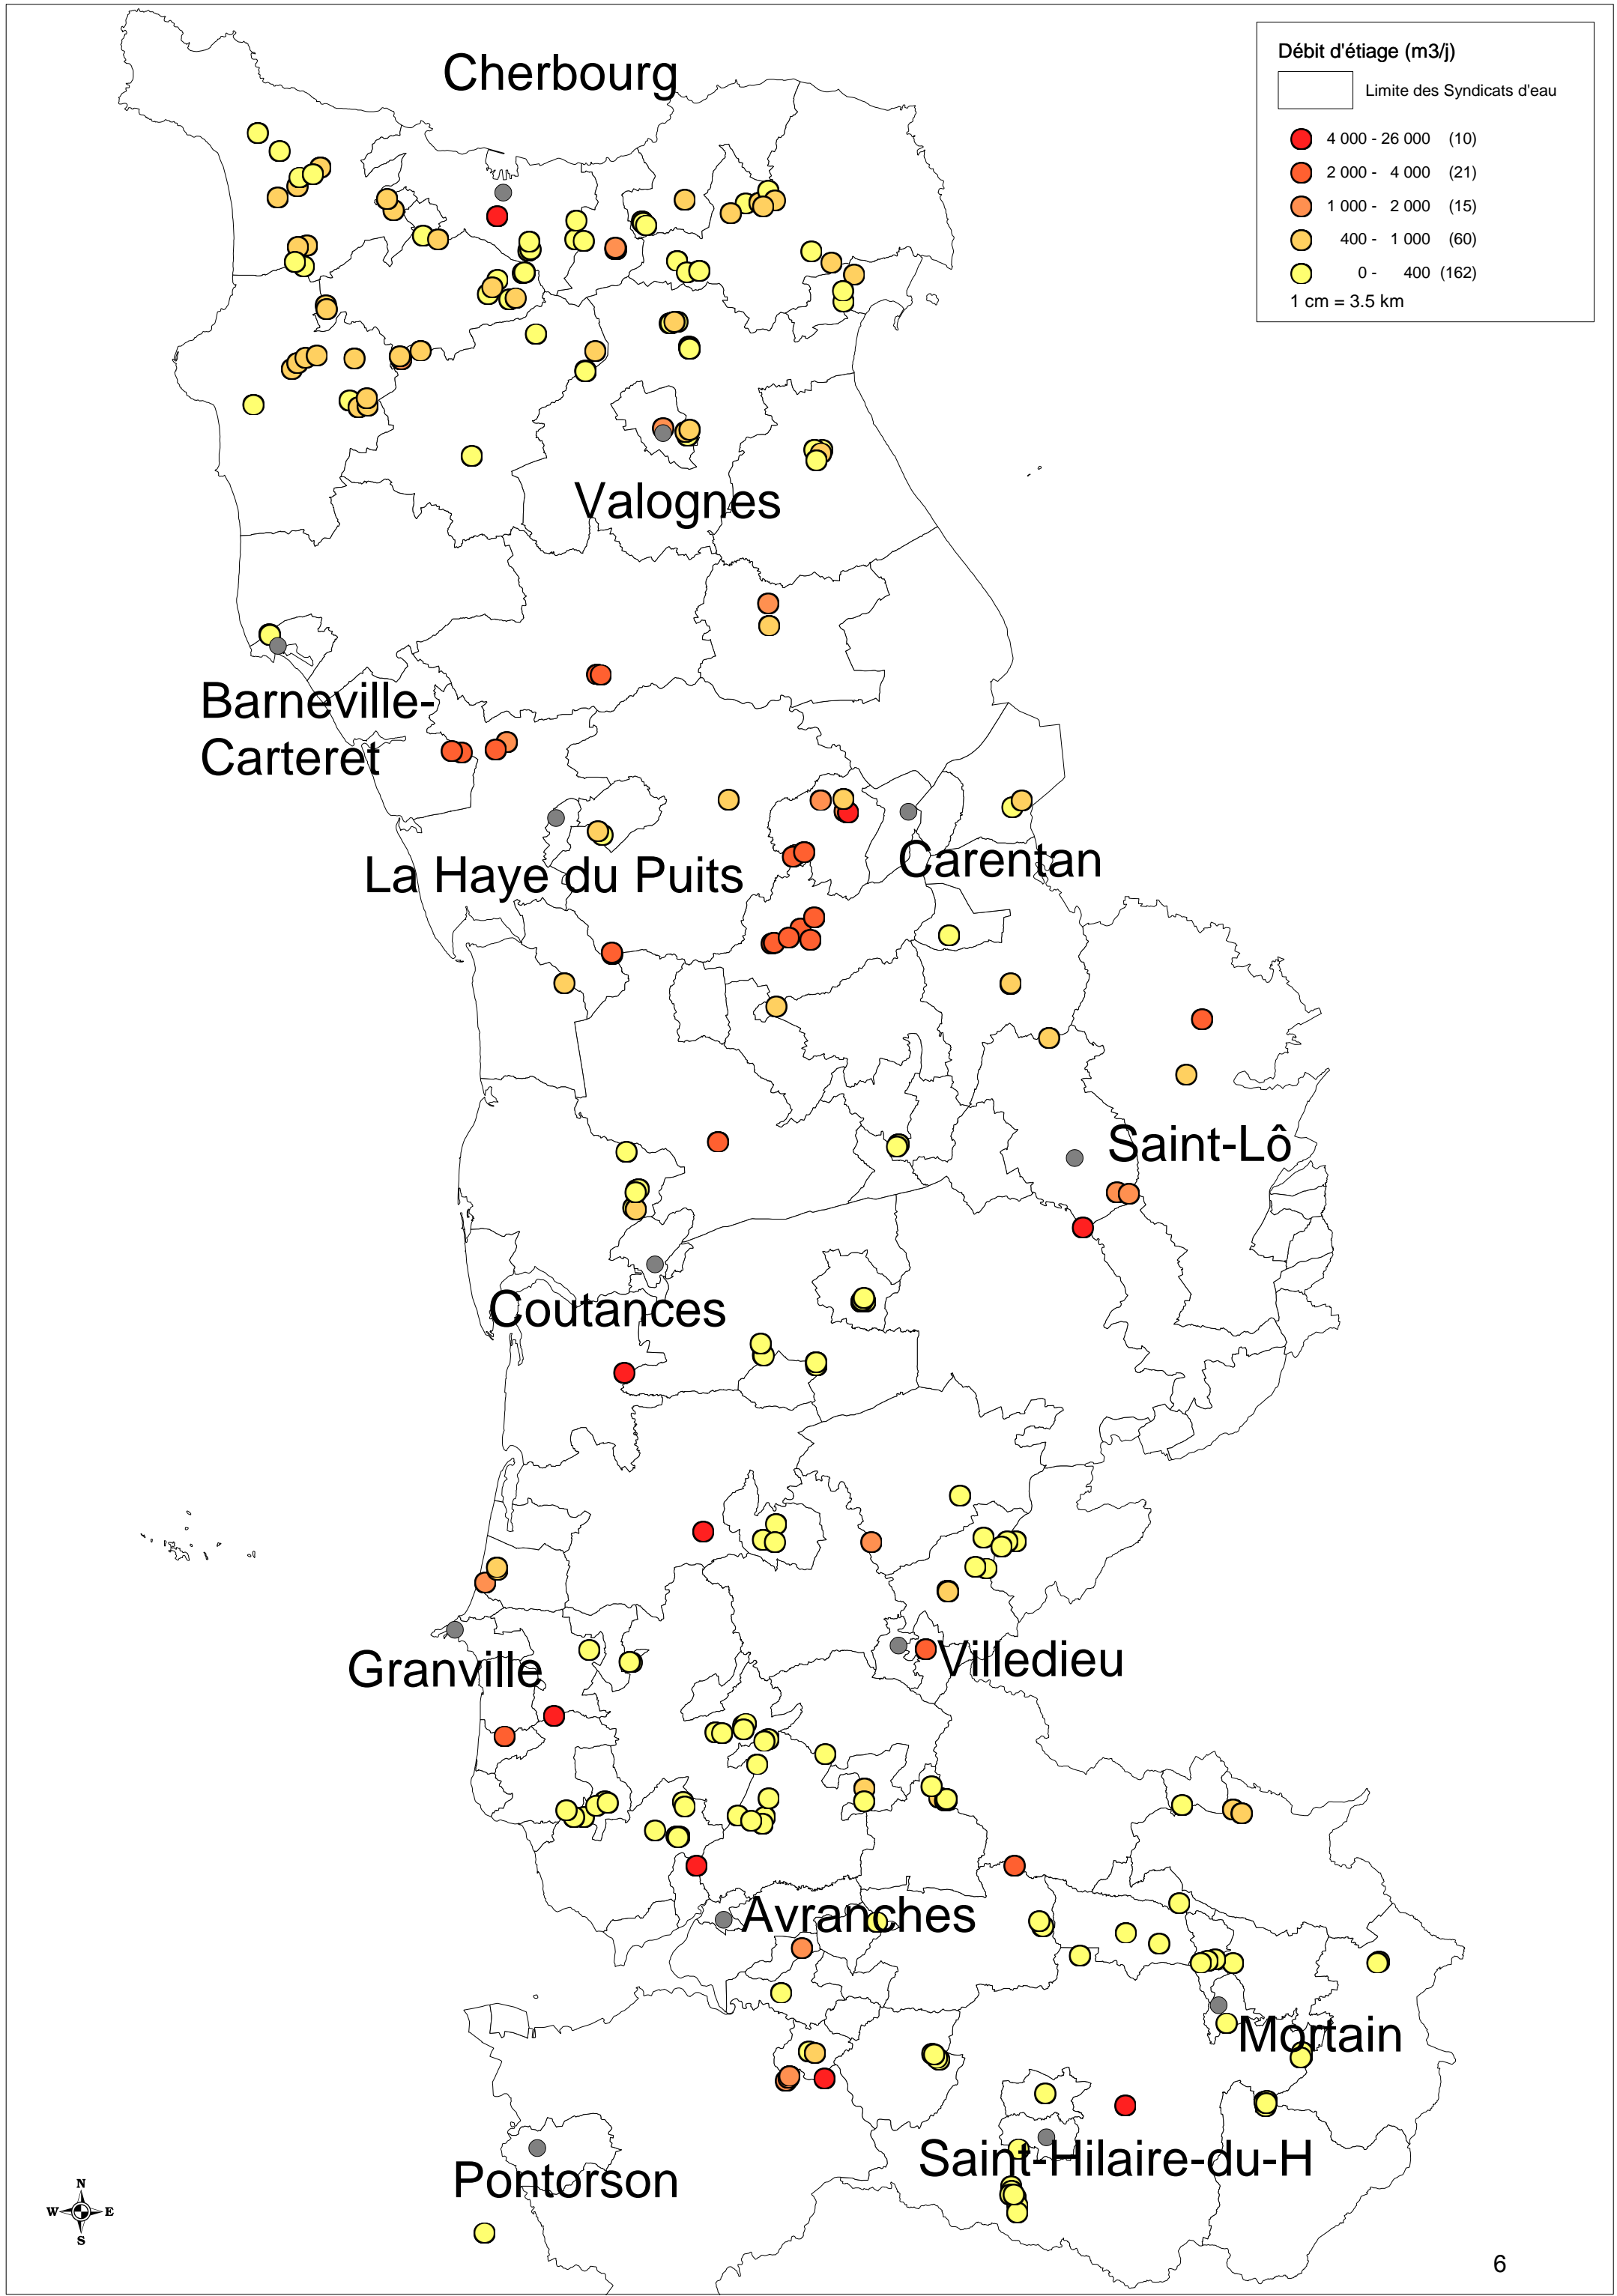 Cherbourg
Débit d'étiage (m3/j)
Limite des Syndicats d'eau
4 000 - 26 000 (10)
2 000 - 4 000 (21)
1 000 - 2 000 (15)
400 - 1 000 (60)
0 - 400 (162)
1 cm = 3.5 km
Valognes
Barneville-
Carteret
La Haye du Puits
Carentan
Saint-Lô
Coutances
Granville
Villedieu
Avranches
Mortain
Saint-Hilaire-du-H
Pontorson
N
W E
S
6